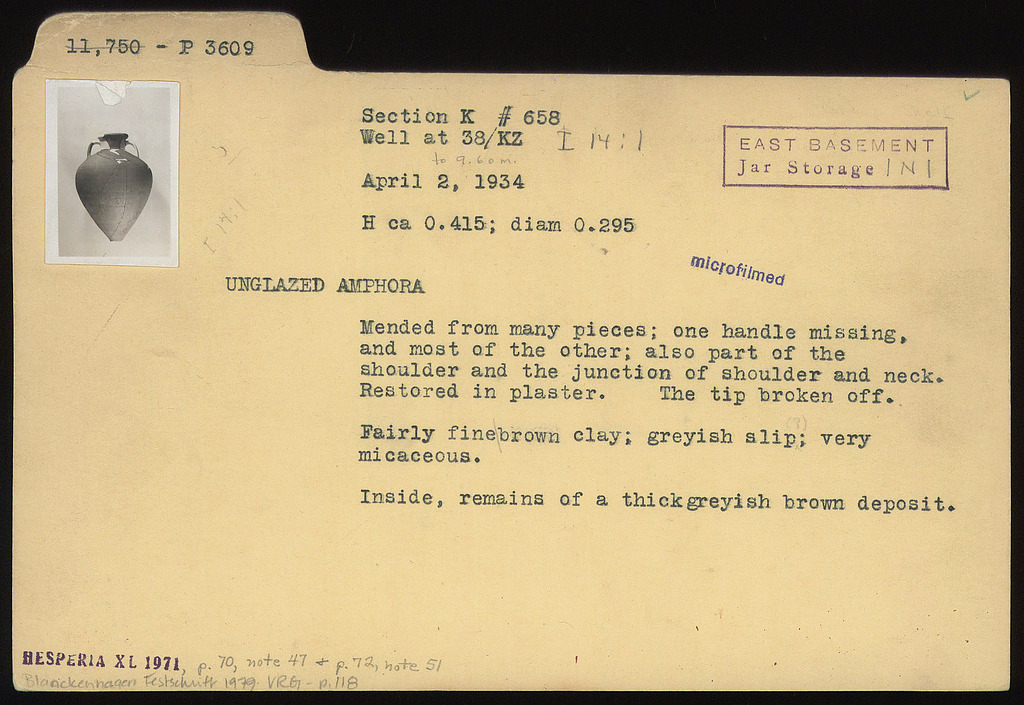 11,750 - P 3609
Section K # 658
Well at 38/KZ I 14:1
to 9.60 m.
April 2, 1934
H ca 0.415; diam 0.295
EAST BASEMENT
Jar Storage |N|
I 14:1
microfilmed
UNGLAZED AMPHORA
Mended from many pieces; one handle missing,
and most of the other; also part of the
shoulder and the junction of shoulder and neck.
Restored in plaster. The tip broken off.
(?)
Fairly fine brown clay; greyish slip; very
micaceous.
Inside, remains of a thick greyish brown deposit.
HESPERIA XL 1971, p. 70, note 47 + p. 72, note 51
Blanckenhagen Festschrift 1979 VRG - p. 118